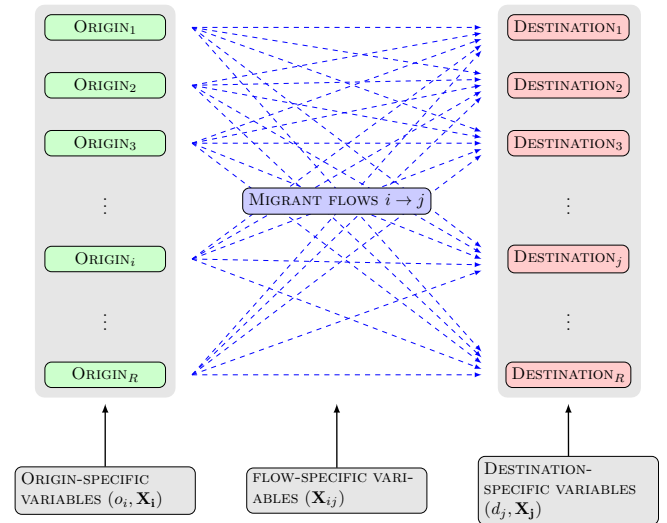 ORIGIN₁
ORIGIN₂
ORIGIN₃
⋮
ORIGINᵢ
⋮
ORIGIN_R
MIGRANT FLOWS i → j
DESTINATION₁
DESTINATION₂
DESTINATION₃
⋮
DESTINATIONⱼ
⋮
DESTINATION_R
ORIGIN-SPECIFIC
VARIABLES (oᵢ, Xᵢ)
FLOW-SPECIFIC VARI-
ABLES (Xᵢⱼ)
DESTINATION-
SPECIFIC VARIABLES
(dⱼ, Xⱼ)